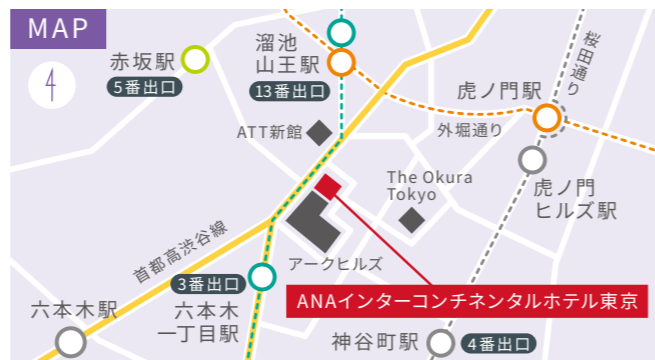 MAP
赤坂駅
5番出口
溜池
山王駅
13番出口
桜田通り
虎ノ門駅
外堀通り
ATT新館
The Okura
Tokyo
虎ノ門
ヒルズ駅
首都高渋谷線
アークヒルズ
3番出口
六本木
一丁目駅
ANAインターコンチネンタルホテル東京
六本木駅
神谷町駅
4番出口